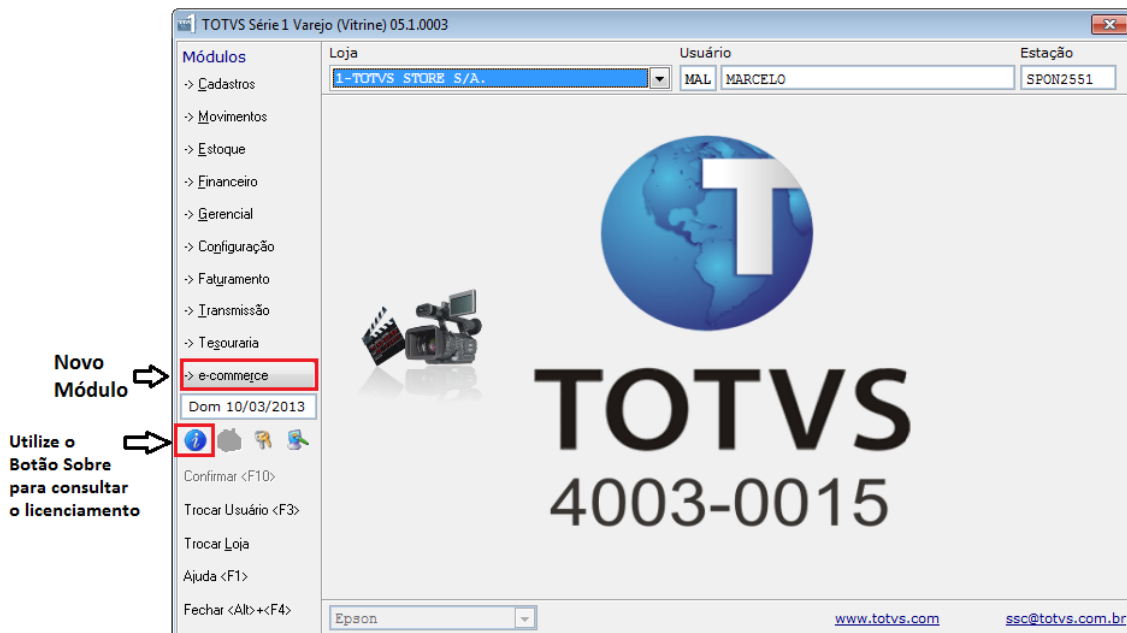 TOTVS Série 1 Varejo (Vitrine) 05.1.0003
Módulos
-> Cadastros
-> Movimentos
-> Estoque
-> Financeiro
-> Gerencial
-> Configuração
-> Faturamento
-> Transmissão
-> Tesouraria
-> e-commerce
Dom 10/03/2013
Confirmar <F10>
Trocar Usuário <F3>
Trocar Loja
Ajuda <F1>
Fechar <Alt>+<F4>
Novo
Módulo
Utilize o
Botão Sobre
para consultar
o licenciamento
Loja
1-TOTVS STORE S/A.
Usuário
MAL MARCELO
Estação
SPON2551
T
TOTVS
4003-0015
Epson
www.totvs.com
ssc@totvs.com.br